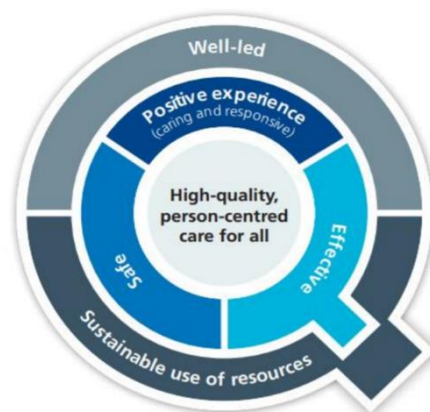 Well-led
Positive experience
(caring and responsive)
High-quality,
person-centred
care for all
Safe
Effective
Sustainable use of resources